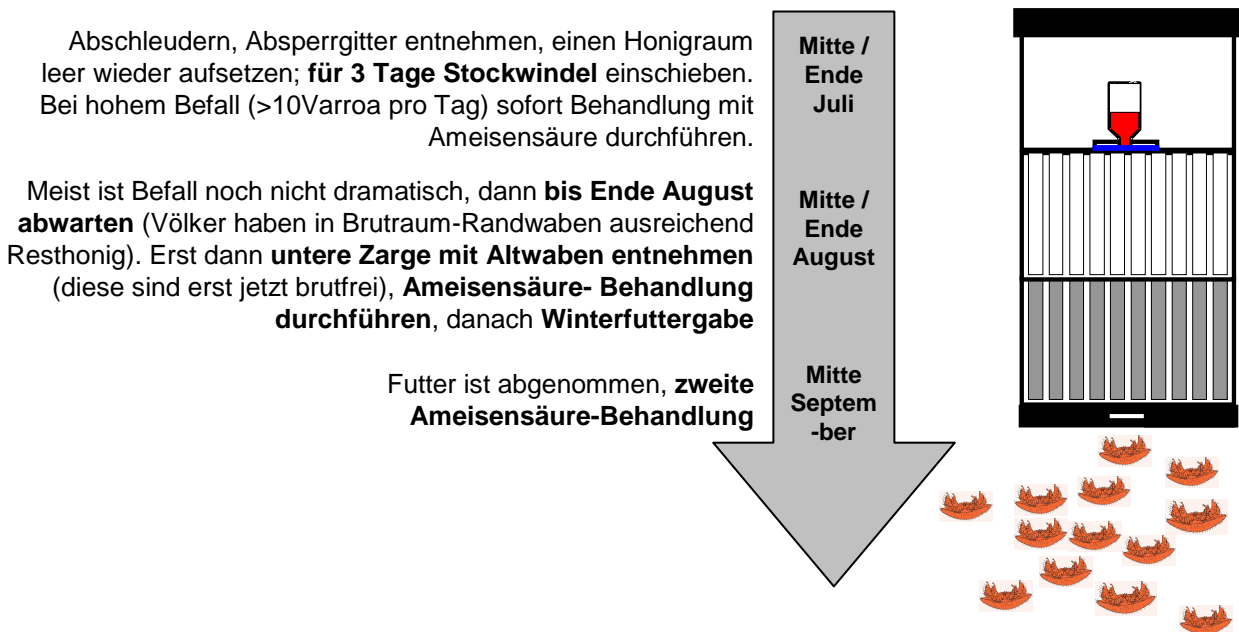 Abschleudern, Absperrgitter entnehmen, einen Honigraum
leer wieder aufsetzen; für 3 Tage Stockwindel einschieben.
Bei hohem Befall (>10Varroa pro Tag) sofort Behandlung mit
Ameisensäure durchführen.
Mitte /
Ende
Juli
Meist ist Befall noch nicht dramatisch, dann bis Ende August
abwarten (Völker haben in Brutraum-Randwaben ausreichend
Resthonig). Erst dann untere Zarge mit Altwaben entnehmen
(diese sind erst jetzt brutfrei), Ameisensäure- Behandlung
durchführen, danach Winterfuttergabe
Mitte /
Ende
August
Futter ist abgenommen, zweite
Ameisensäure-Behandlung
Mitte
Septem
-ber